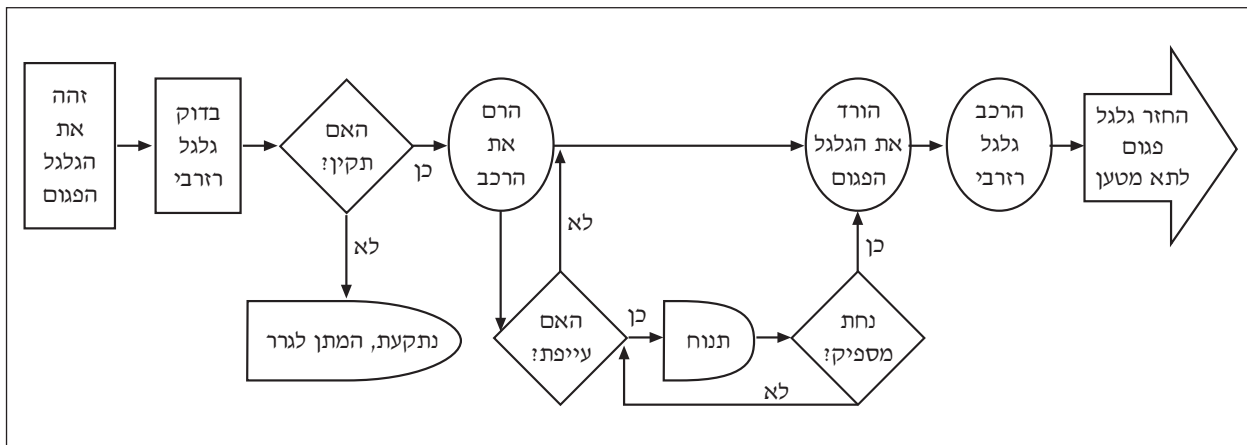 זהה
את
הגלגל
הפגום
בדוק
גלגל
רזרבי
האם
תקין?
כן
לא
נתקעת, המתן לגרר
הרם
את
הרכב
לא
האם
עייפת?
כן
תנוח
נחת
מספיק?
לא
כן
הורד
את הגלגל
הפגום
הרכב
גלגל
רזרבי
החזר גלגל
פגום
לתא מטען